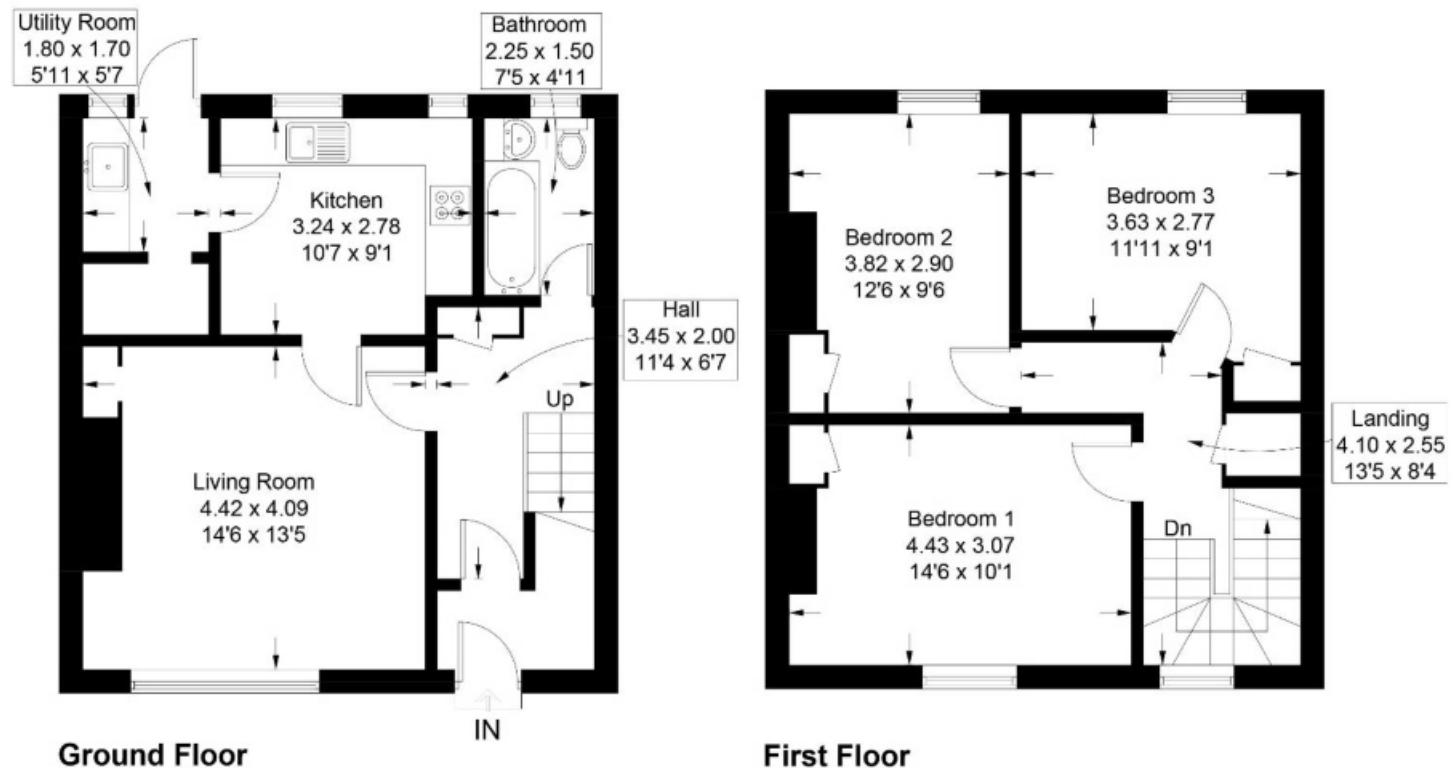 Utility Room
1.80 x 1.70
5'11 x 5'7
Bathroom
2.25 x 1.50
7'5 x 4'11
Kitchen
3.24 x 2.78
10'7 x 9'1
Hall
3.45 x 2.00
11'4 x 6'7
Up
Living Room
4.42 x 4.09
14'6 x 13'5
IN
Ground Floor
Bedroom 2
3.82 x 2.90
12'6 x 9'6
Bedroom 3
3.63 x 2.77
11'11 x 9'1
Landing
4.10 x 2.55
13'5 x 8'4
Bedroom 1
4.43 x 3.07
14'6 x 10'1
Dn
First Floor